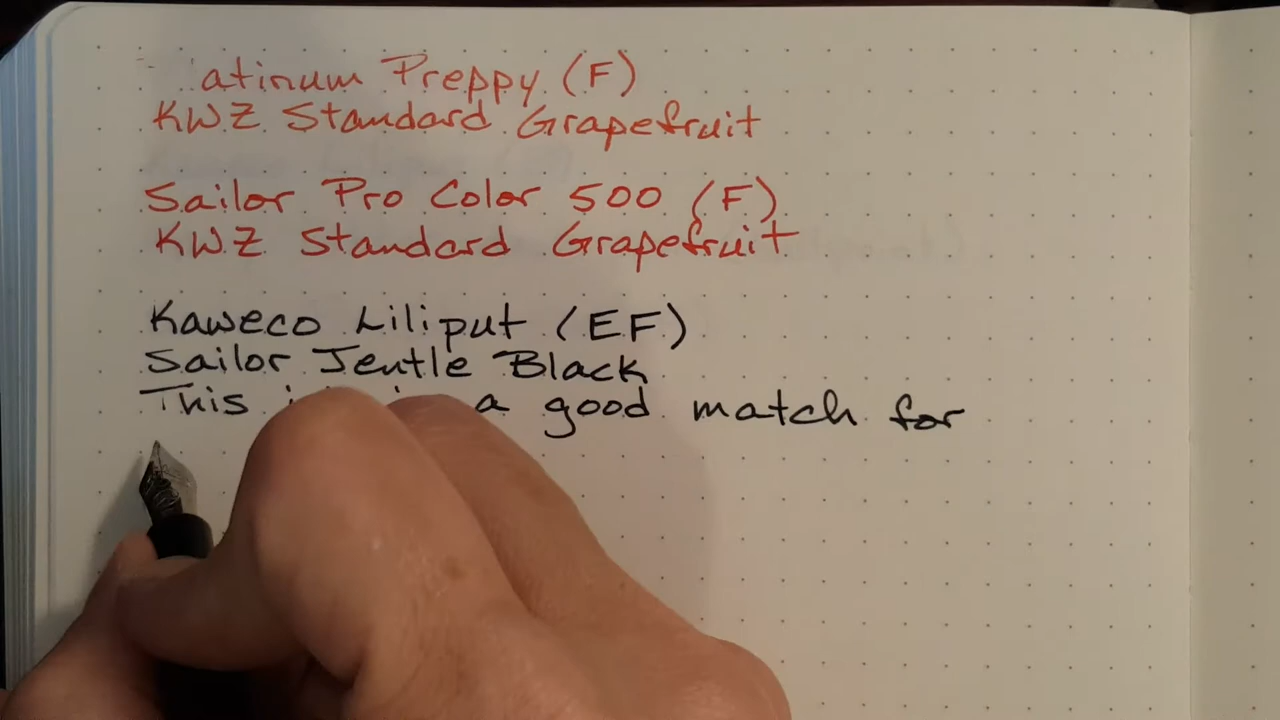 atinum Preppy (F)
KWZ Standard Grapefruit
Sailor Pro Color 500 (F)
KWZ Standard Grapefruit
Kaweco Liliput (EF)
Sailor Jentle Black
This a good match for